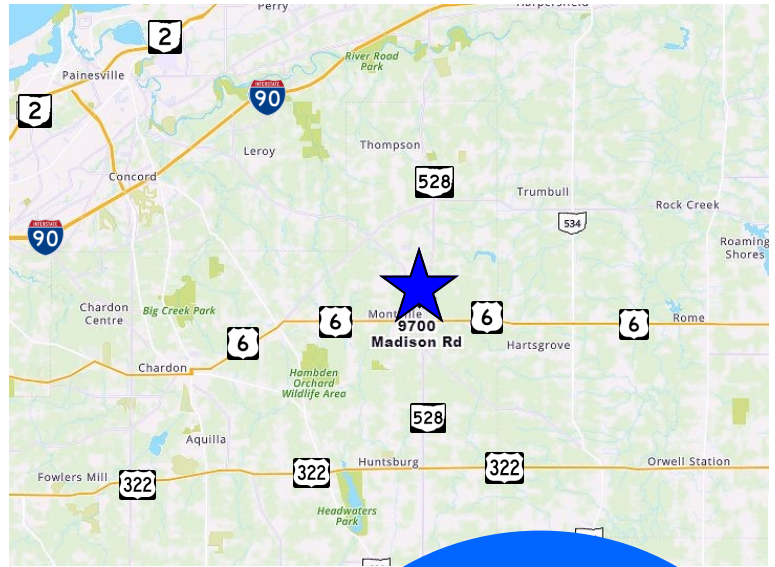 Perry
2
River Road
Park
Painesville
INTERSTATE
90
2
Thompson
Leroy
Concord
528
Trumbull
Rock Creek
534
INTERSTATE
90
Roaming
Shores
Chardon
Centre
Big Creek Park
6
Montville
6
6
Rome
9700
Madison Rd
6
Hartsgrove
Chardon
Hambden
Orchard
Wildlife Area
528
Aquilla
Huntsburg
322
Orwell Station
Fowlers Mill
322
322
Headwaters
Park